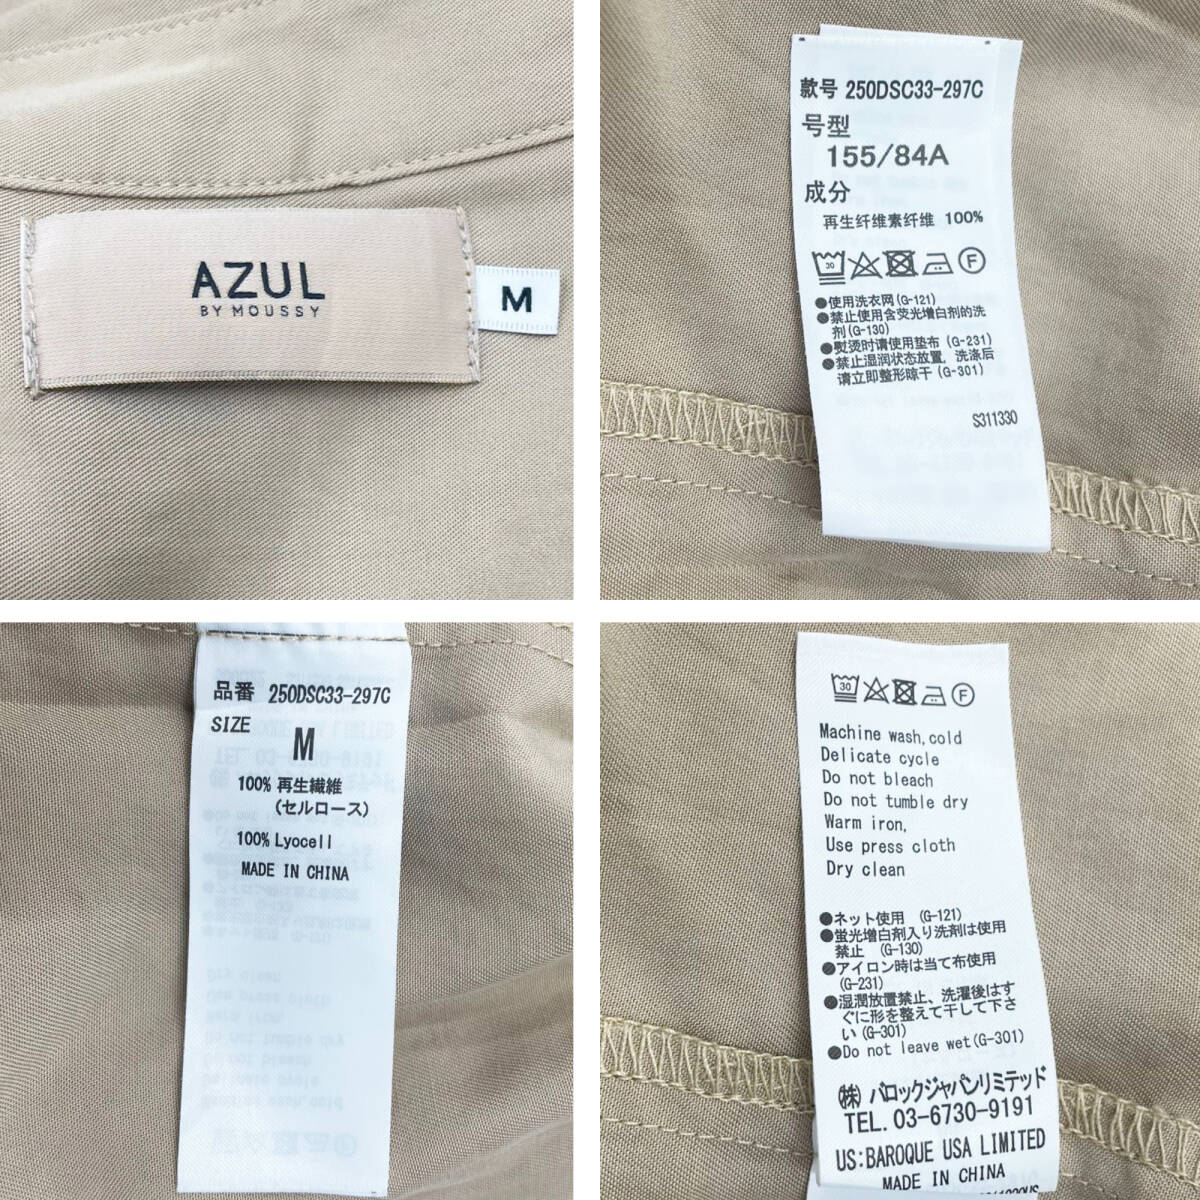 AZUL
BY MOUSSY
M
款号 250DSC33-297C
号型
155/84A
成分
再生纤维素纤维 100%
30
F
●使用洗衣网(G-121)
●禁止使用含荧光增白剂的洗
剂(G-130)
●熨烫时请使用垫布(G-231)
●禁止湿润状态放置，洗涤后
请立即整形晾干(G-301)
S311330
品番 250DSC33-297C
SIZE
M
100% 再生繊維
(セルロース)
100% Lyocell
MADE IN CHINA
30
F
Machine wash,cold
Delicate cycle
Do not bleach
Do not tumble dry
Warm iron,
Use press cloth
Dry clean
●ネット使用 (G-121)
●蛍光増白剤入り洗剤は使用
禁止 (G-130)
●アイロン時は当て布使用
(G-231)
●湿潤放置禁止、洗濯後はす
ぐに形を整えて干して下さ
い(G-301)
●Do not leave wet(G-301)
㈱ バロックジャパンリミテッド
TEL. 03-6730-9191
US:BAROQUE USA LIMITED
MADE IN CHINA